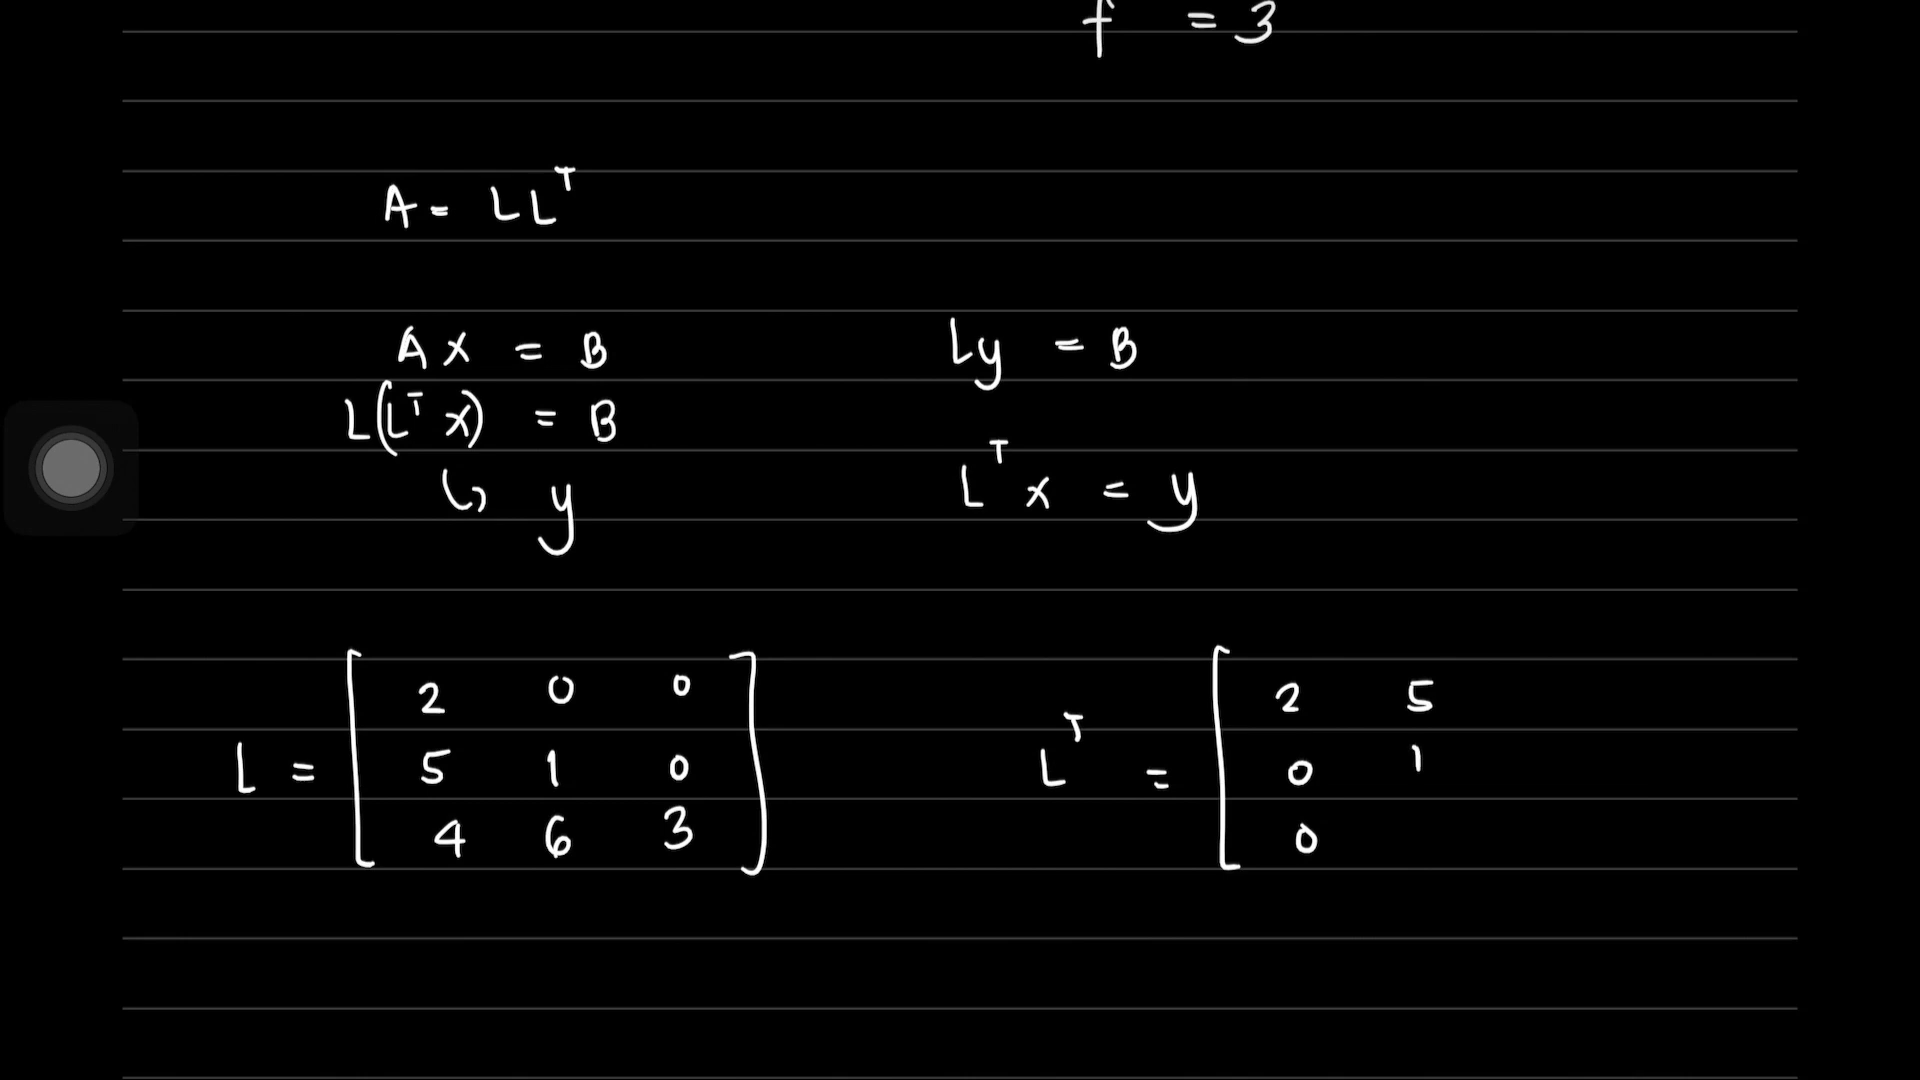 f = 3
A = LLᵀ
Ax = B
Ly = B
L(Lᵀx) = B
↳ y
Lᵀx = y
L = [2 0 0
5 1 0
4 6 3]
Lᵀ = [2 5
0 1
0